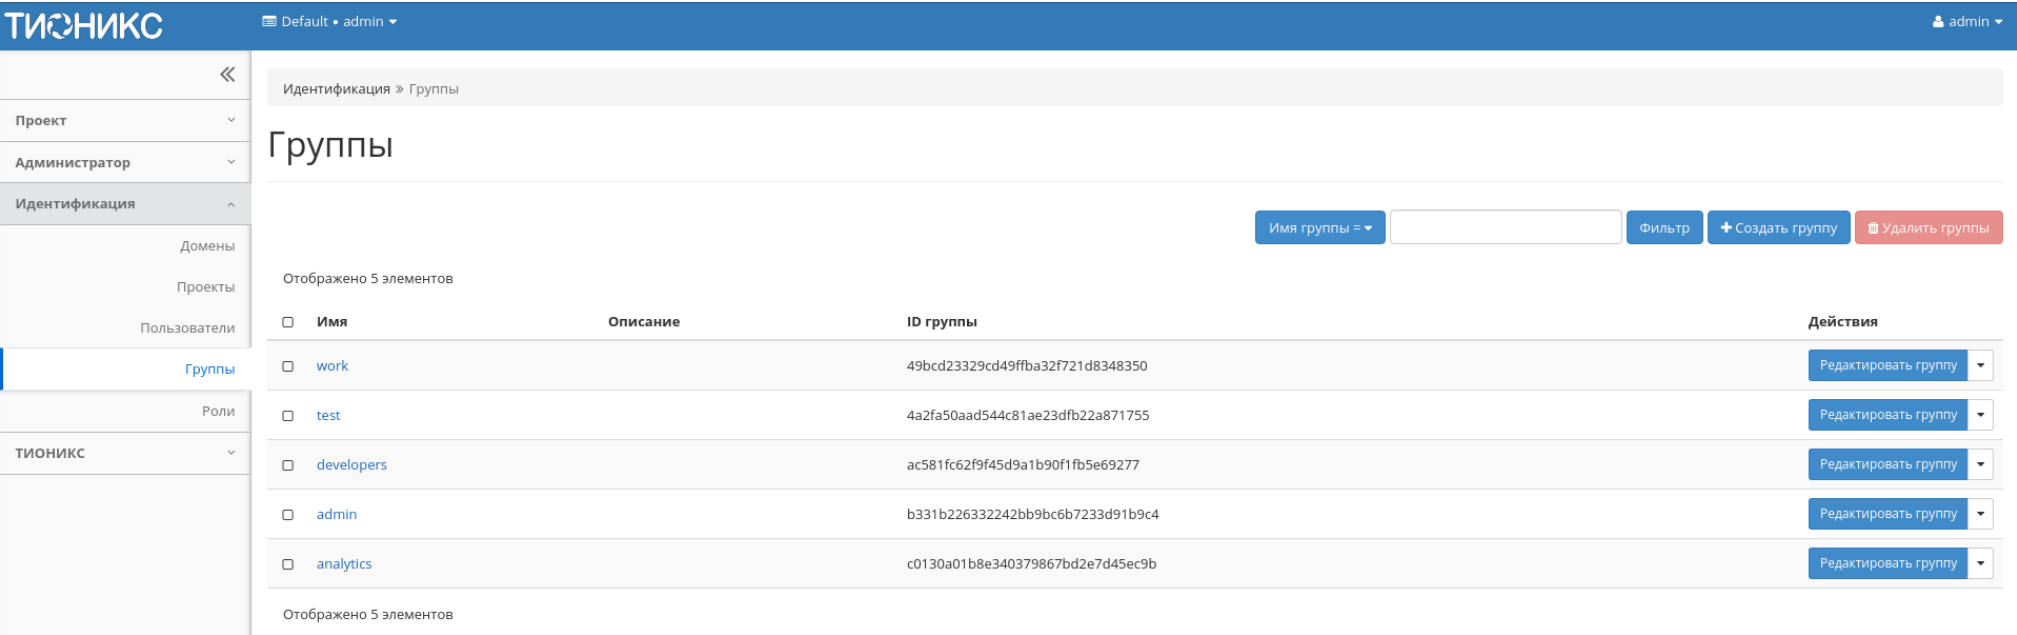 ТИОНИКС
Default • admin
admin
Идентификация » Группы
Проект
Администратор
Идентификация
Домены
Проекты
Пользователи
Группы
Роли
ТИОНИКС
Группы
Имя группы =
Фильтр
Создать группу
Удалить группы
Отображено 5 элементов
Имя Описание ID группы Действия
work 49bcd23329cd49ffba32f721d8348350 Редактировать группу
test 4a2fa50aad544c81ae23dfb22a871755 Редактировать группу
developers ac581fc62f9f45d9a1b90f1fb5e69277 Редактировать группу
admin b331b226332242bb9bc6b7233d91b9c4 Редактировать группу
analytics c0130a01b8e340379867bd2e7d45ec9b Редактировать группу
Отображено 5 элементов